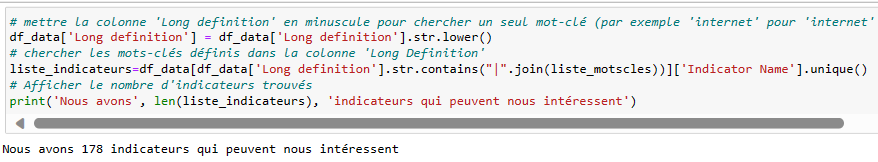 # mettre la colonne 'Long definition' en minuscule pour chercher un seul mot-clé (par exemple 'internet' pour 'internet'
df_data['Long definition'] = df_data['Long definition'].str.lower()
# chercher les mots-clés définis dans la colonne 'Long Definition'
liste_indicateurs=df_data[df_data['Long definition'].str.contains("|".join(liste_motscles))]['Indicator Name'].unique()
# Afficher le nombre d'indicateurs trouvés
print('Nous avons', len(liste_indicateurs), 'indicateurs qui peuvent nous intéressent')
Nous avons 178 indicateurs qui peuvent nous intéressent